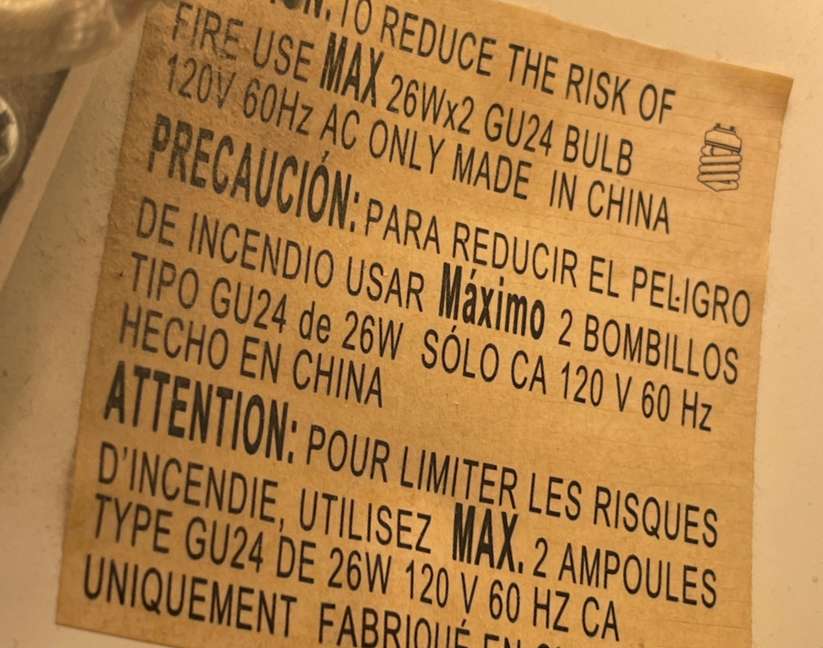 TO REDUCE THE RISK OF
FIRE USE MAX 26Wx2 GU24 BULB
120V 60Hz AC ONLY MADE IN CHINA
PRECAUCIÓN: PARA REDUCIR EL PELIGRO
DE INCENDIO USAR Máximo 2 BOMBILLOS
TIPO GU24 de 26W SÓLO CA 120 V 60 Hz
HECHO EN CHINA
ATTENTION: POUR LIMITER LES RISQUES
D'INCENDIE, UTILISEZ MAX. 2 AMPOULES
TYPE GU24 DE 26W 120 V 60 HZ CA
UNIQUEMENT FABRIQUÉ EN